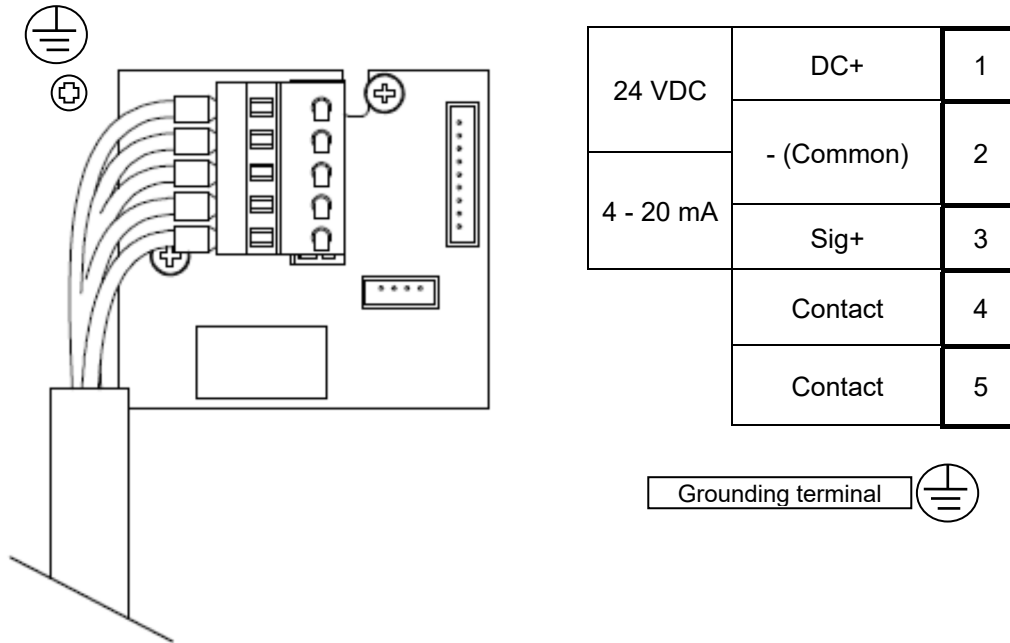 24 VDC
DC+
1
- (Common)
2
4 - 20 mA
Sig+
3
Contact
4
Contact
5
Grounding terminal